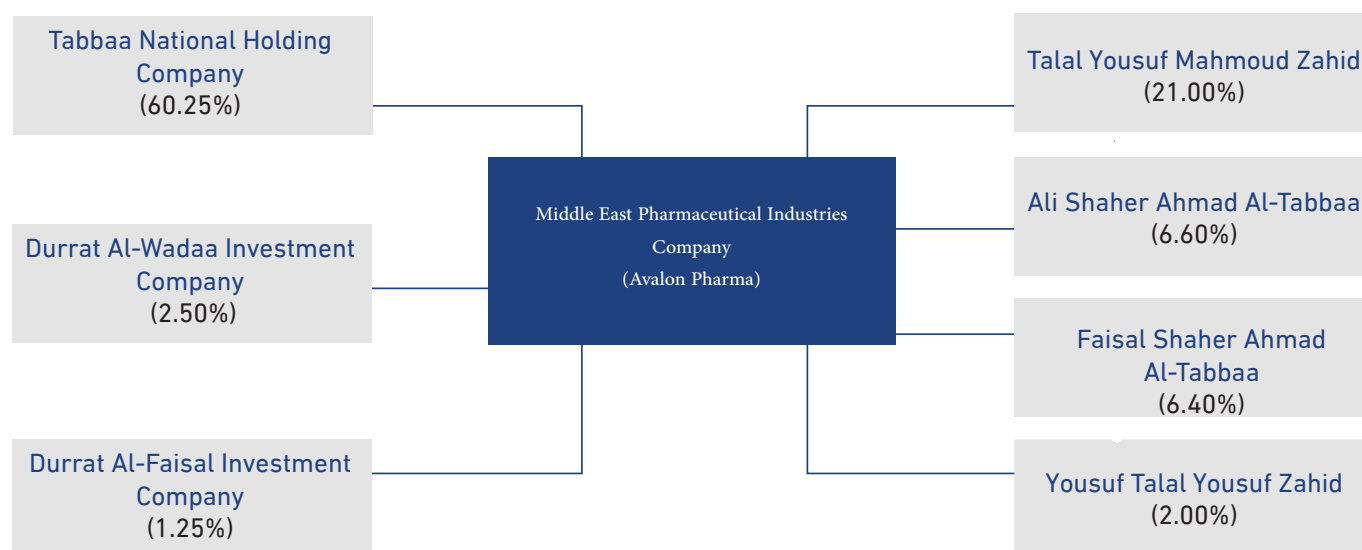 Tabbaa National Holding
Company
(60.25%)
Durrat Al-Wadaa Investment
Company
(2.50%)
Durrat Al-Faisal Investment
Company
(1.25%)
Middle East Pharmaceutical Industries
Company
(Avalon Pharma)
Talal Yousuf Mahmoud Zahid
(21.00%)
Ali Shaher Ahmad Al-Tabbaa
(6.60%)
Faisal Shaher Ahmad
Al-Tabbaa
(6.40%)
Yousuf Talal Yousuf Zahid
(2.00%)